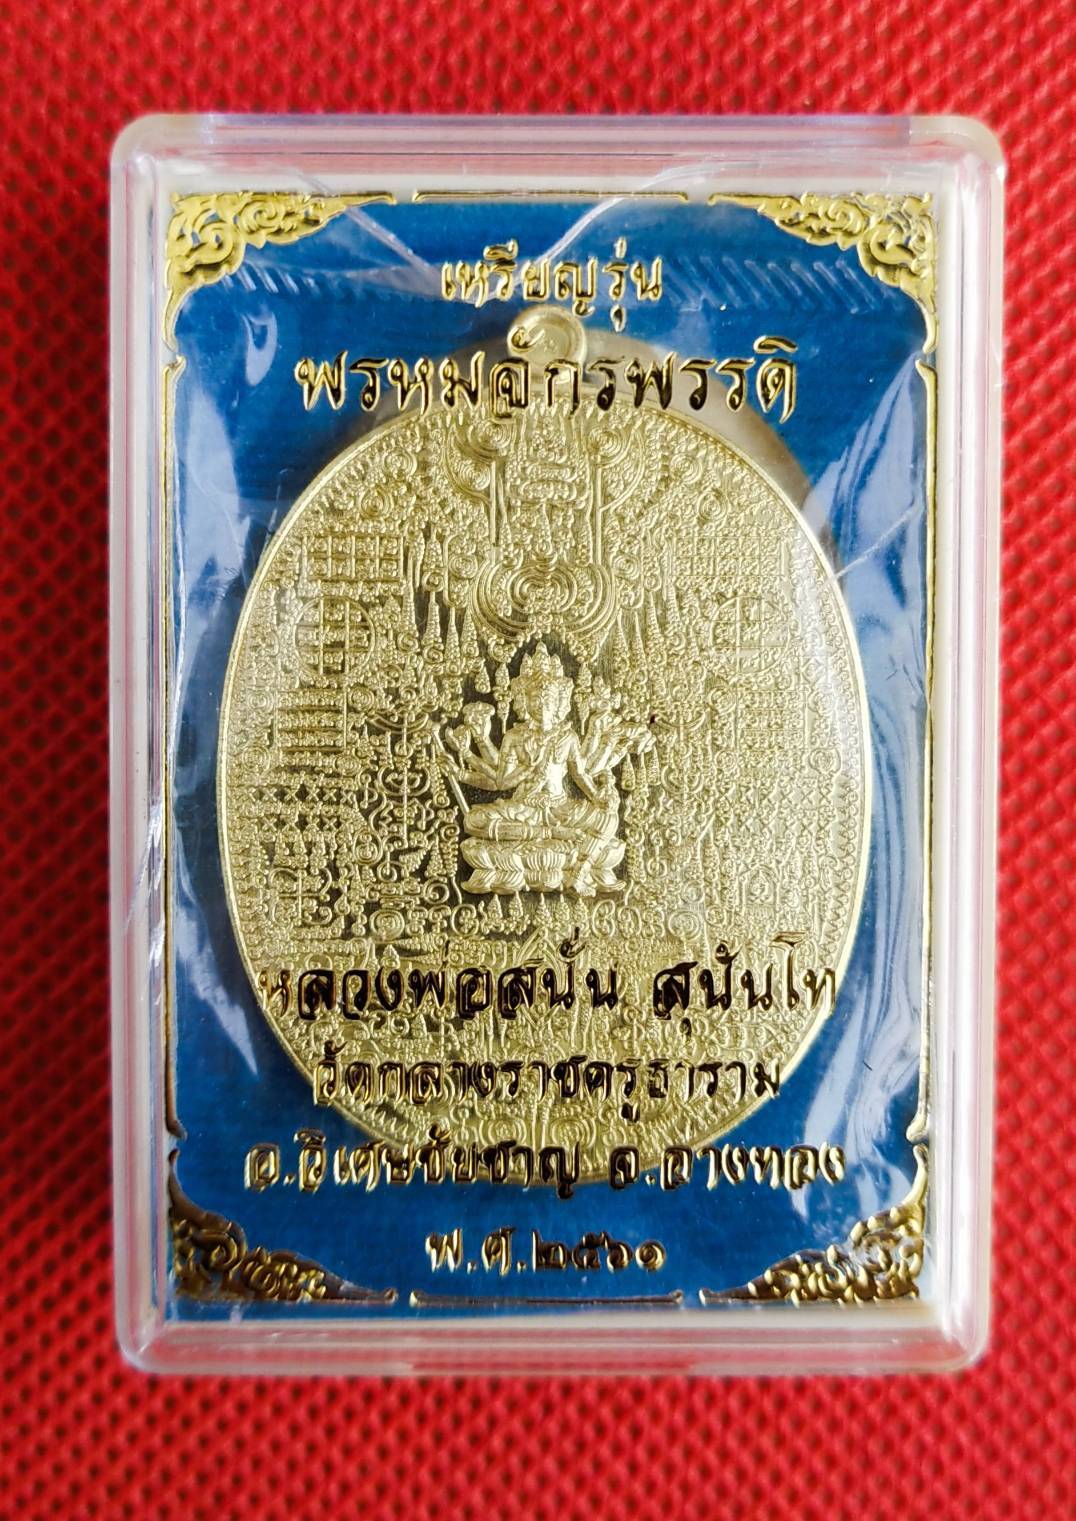 เหรียญรุ่น
พรหมจักรพรรดิ
หลวงพ่อสนั่น สุนันโท
วัดกลางราชครูธาราม
อ.วิเศษชัยชาญ จ.อ่างทอง
พ.ศ.๒๕๖๑